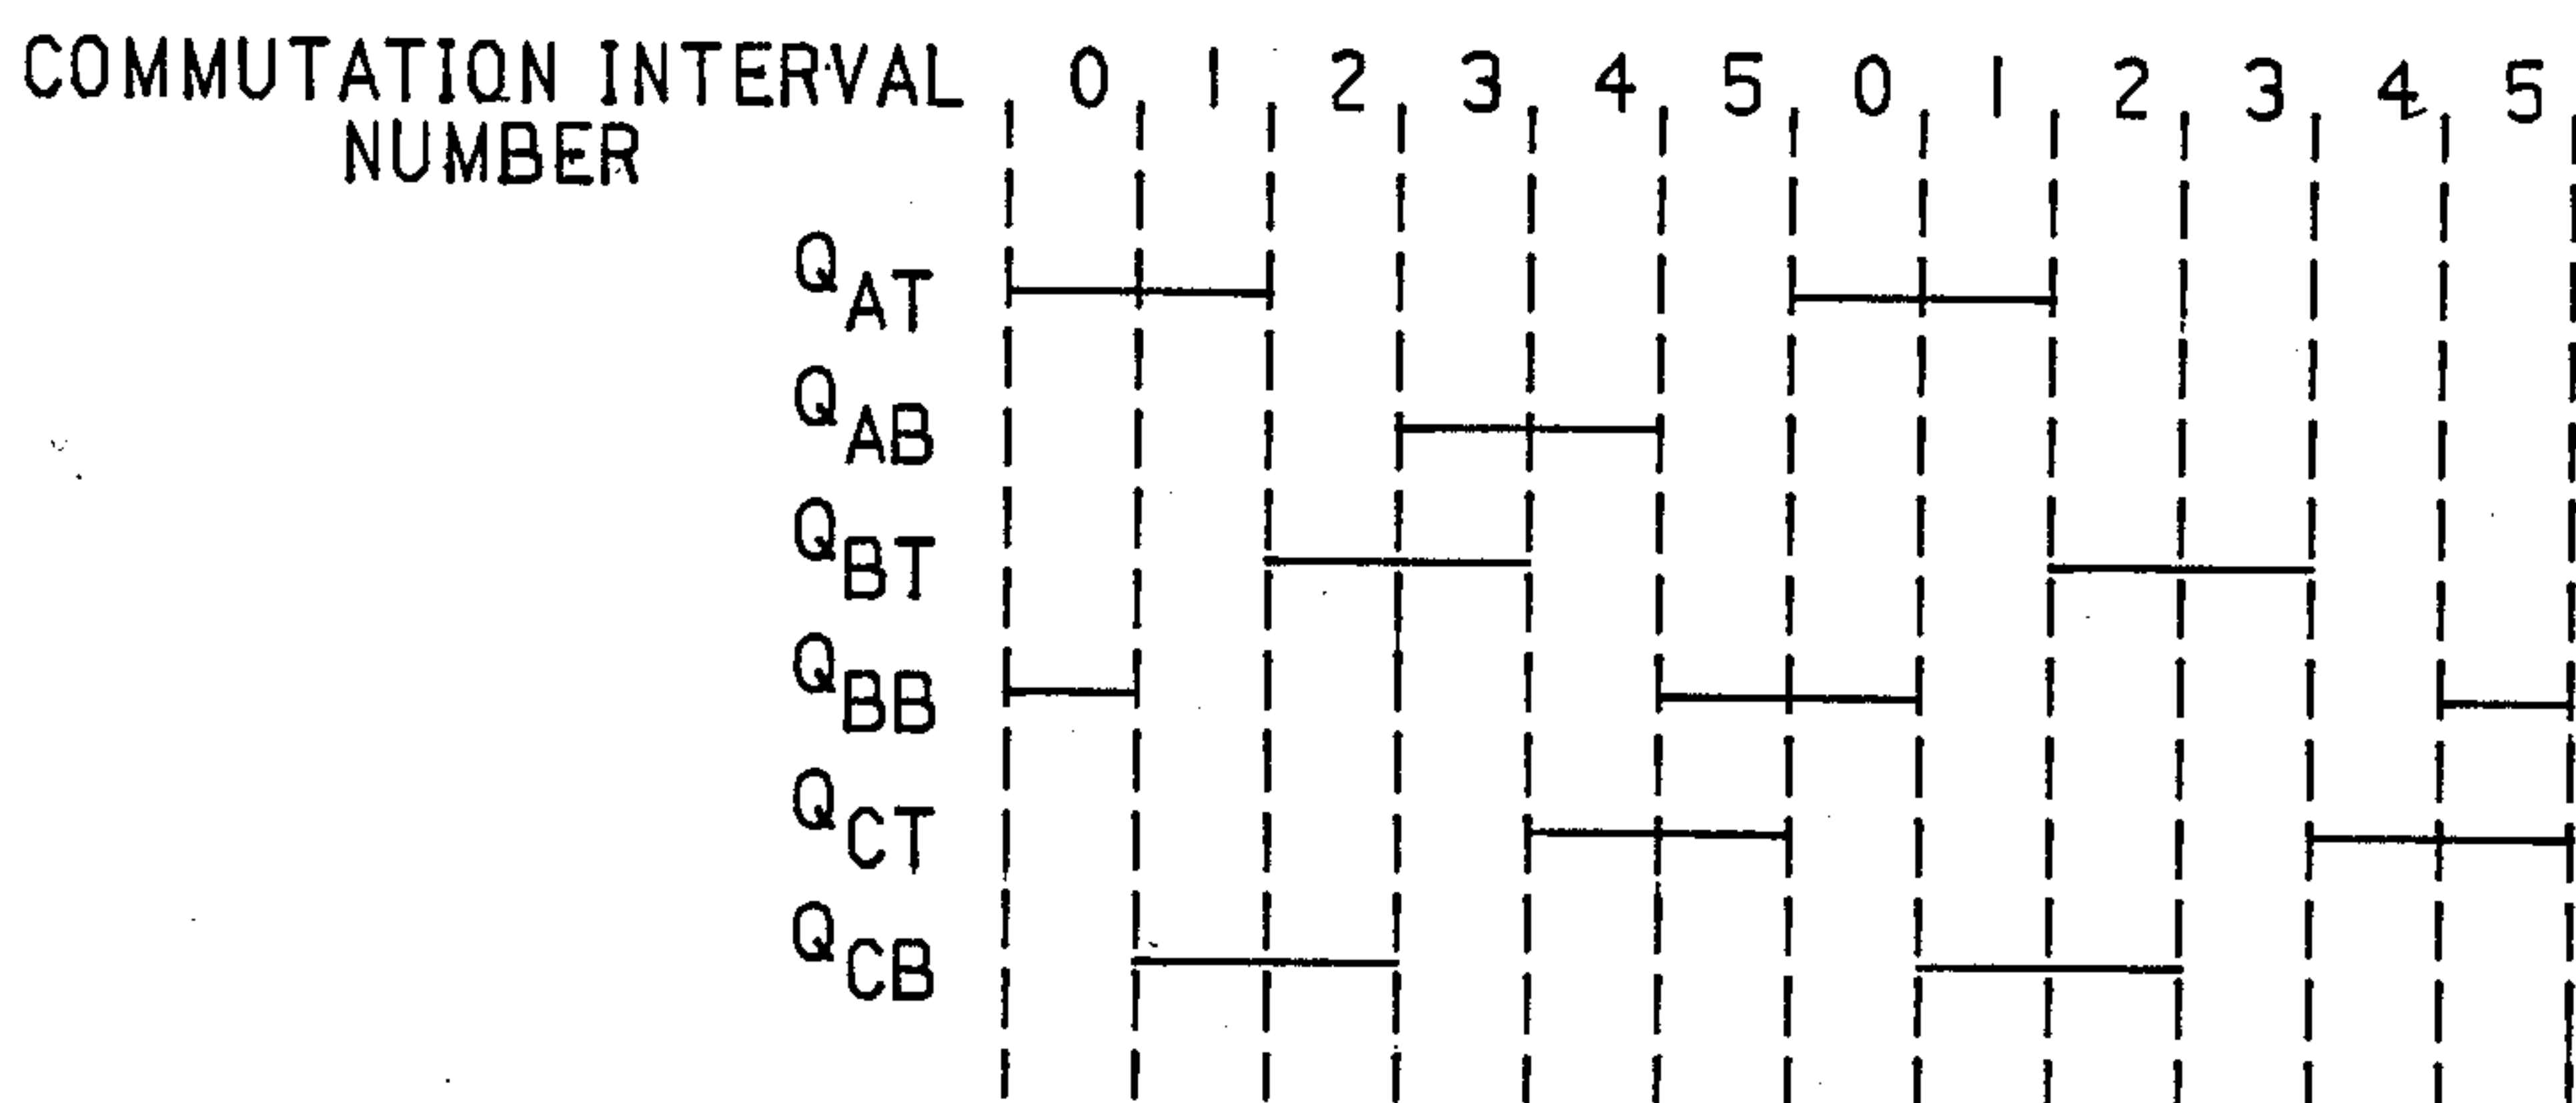 COMMUTATION INTERVAL 0 1 2 3 4 5 0 1 2 3 4 5
NUMBER
QAT
QAB
QBT
QBB
QCT
QCB